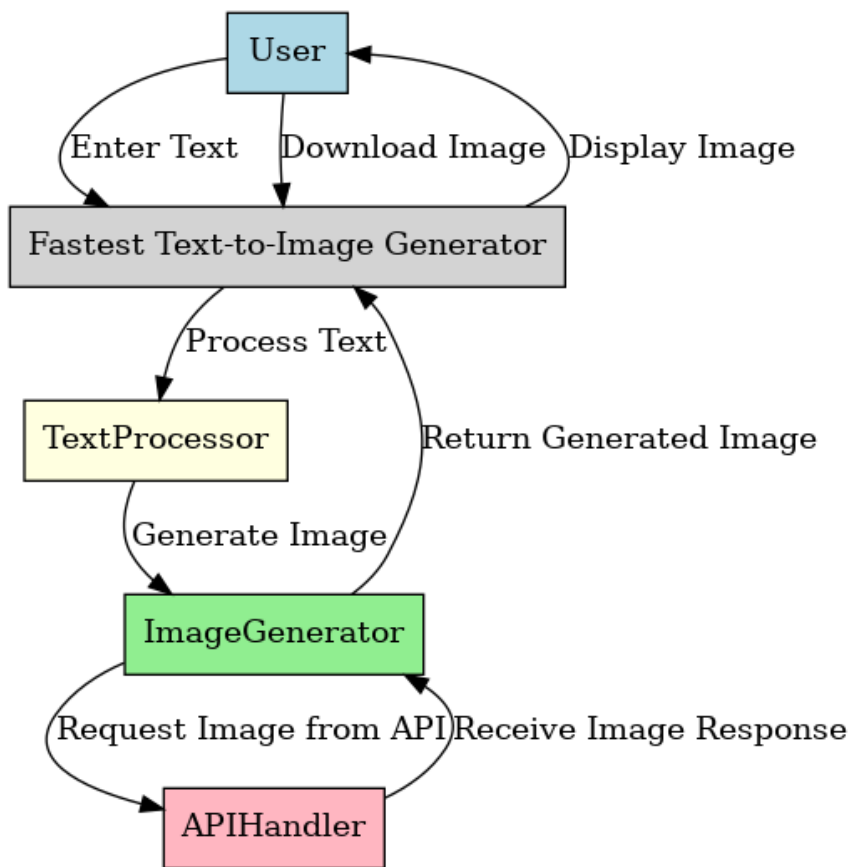 User
Enter Text
Download Image
Display Image
Fastest Text-to-Image Generator
Process Text
TextProcessor
Return Generated Image
Generate Image
ImageGenerator
Request Image from API
Receive Image Response
APIHandler